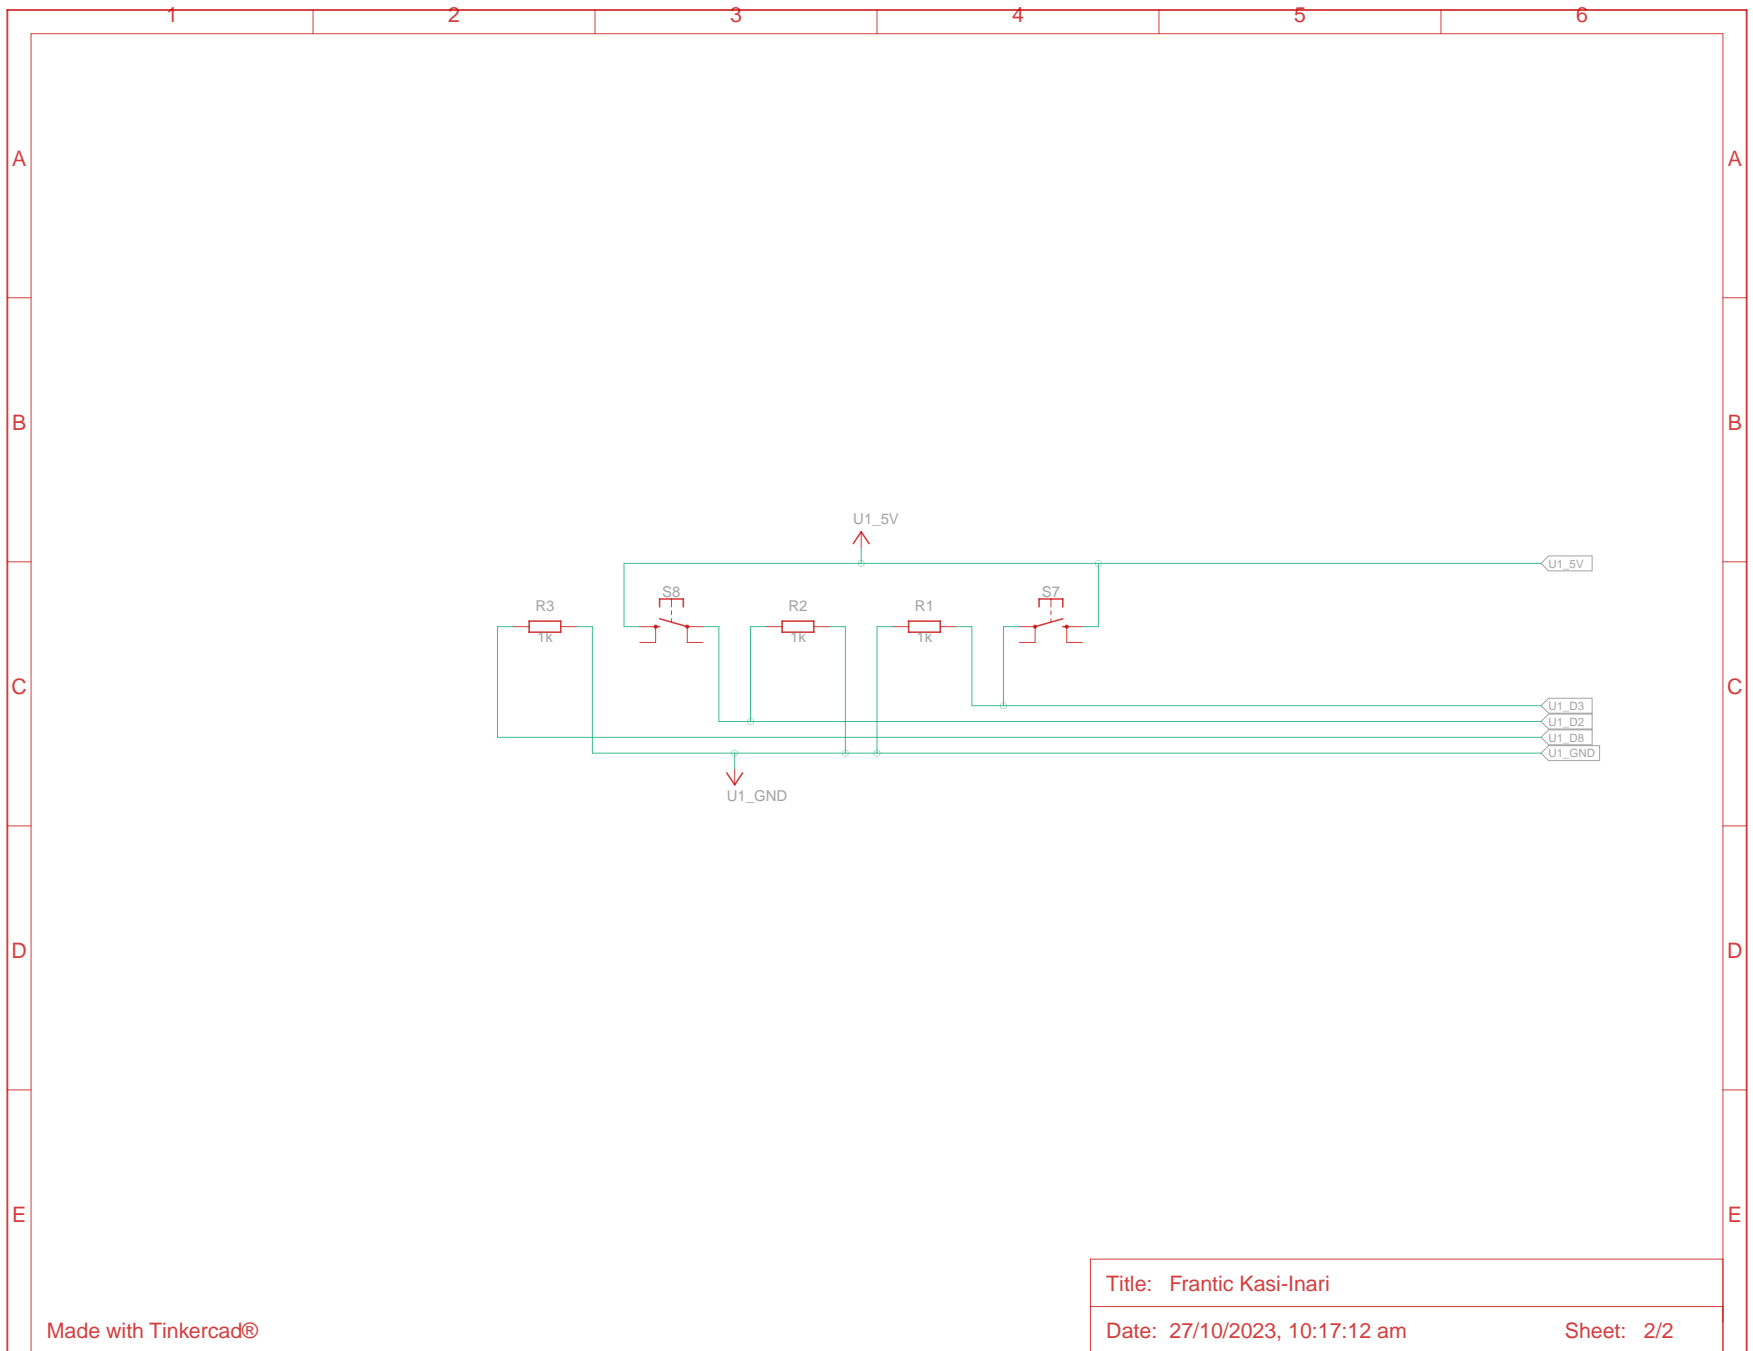 1 2 3 4 5 6
A A
B B
U1_5V
U1_5V
S8 S7
R3 R2 R1
1k 1k 1k
C C
U1_D3
U1_D2
U1_D8
U1_GND
U1_GND
D D
E E
Title: Frantic Kasi-Inari
Made with Tinkercad® Date: 27/10/2023, 10:17:12 am Sheet: 2/2